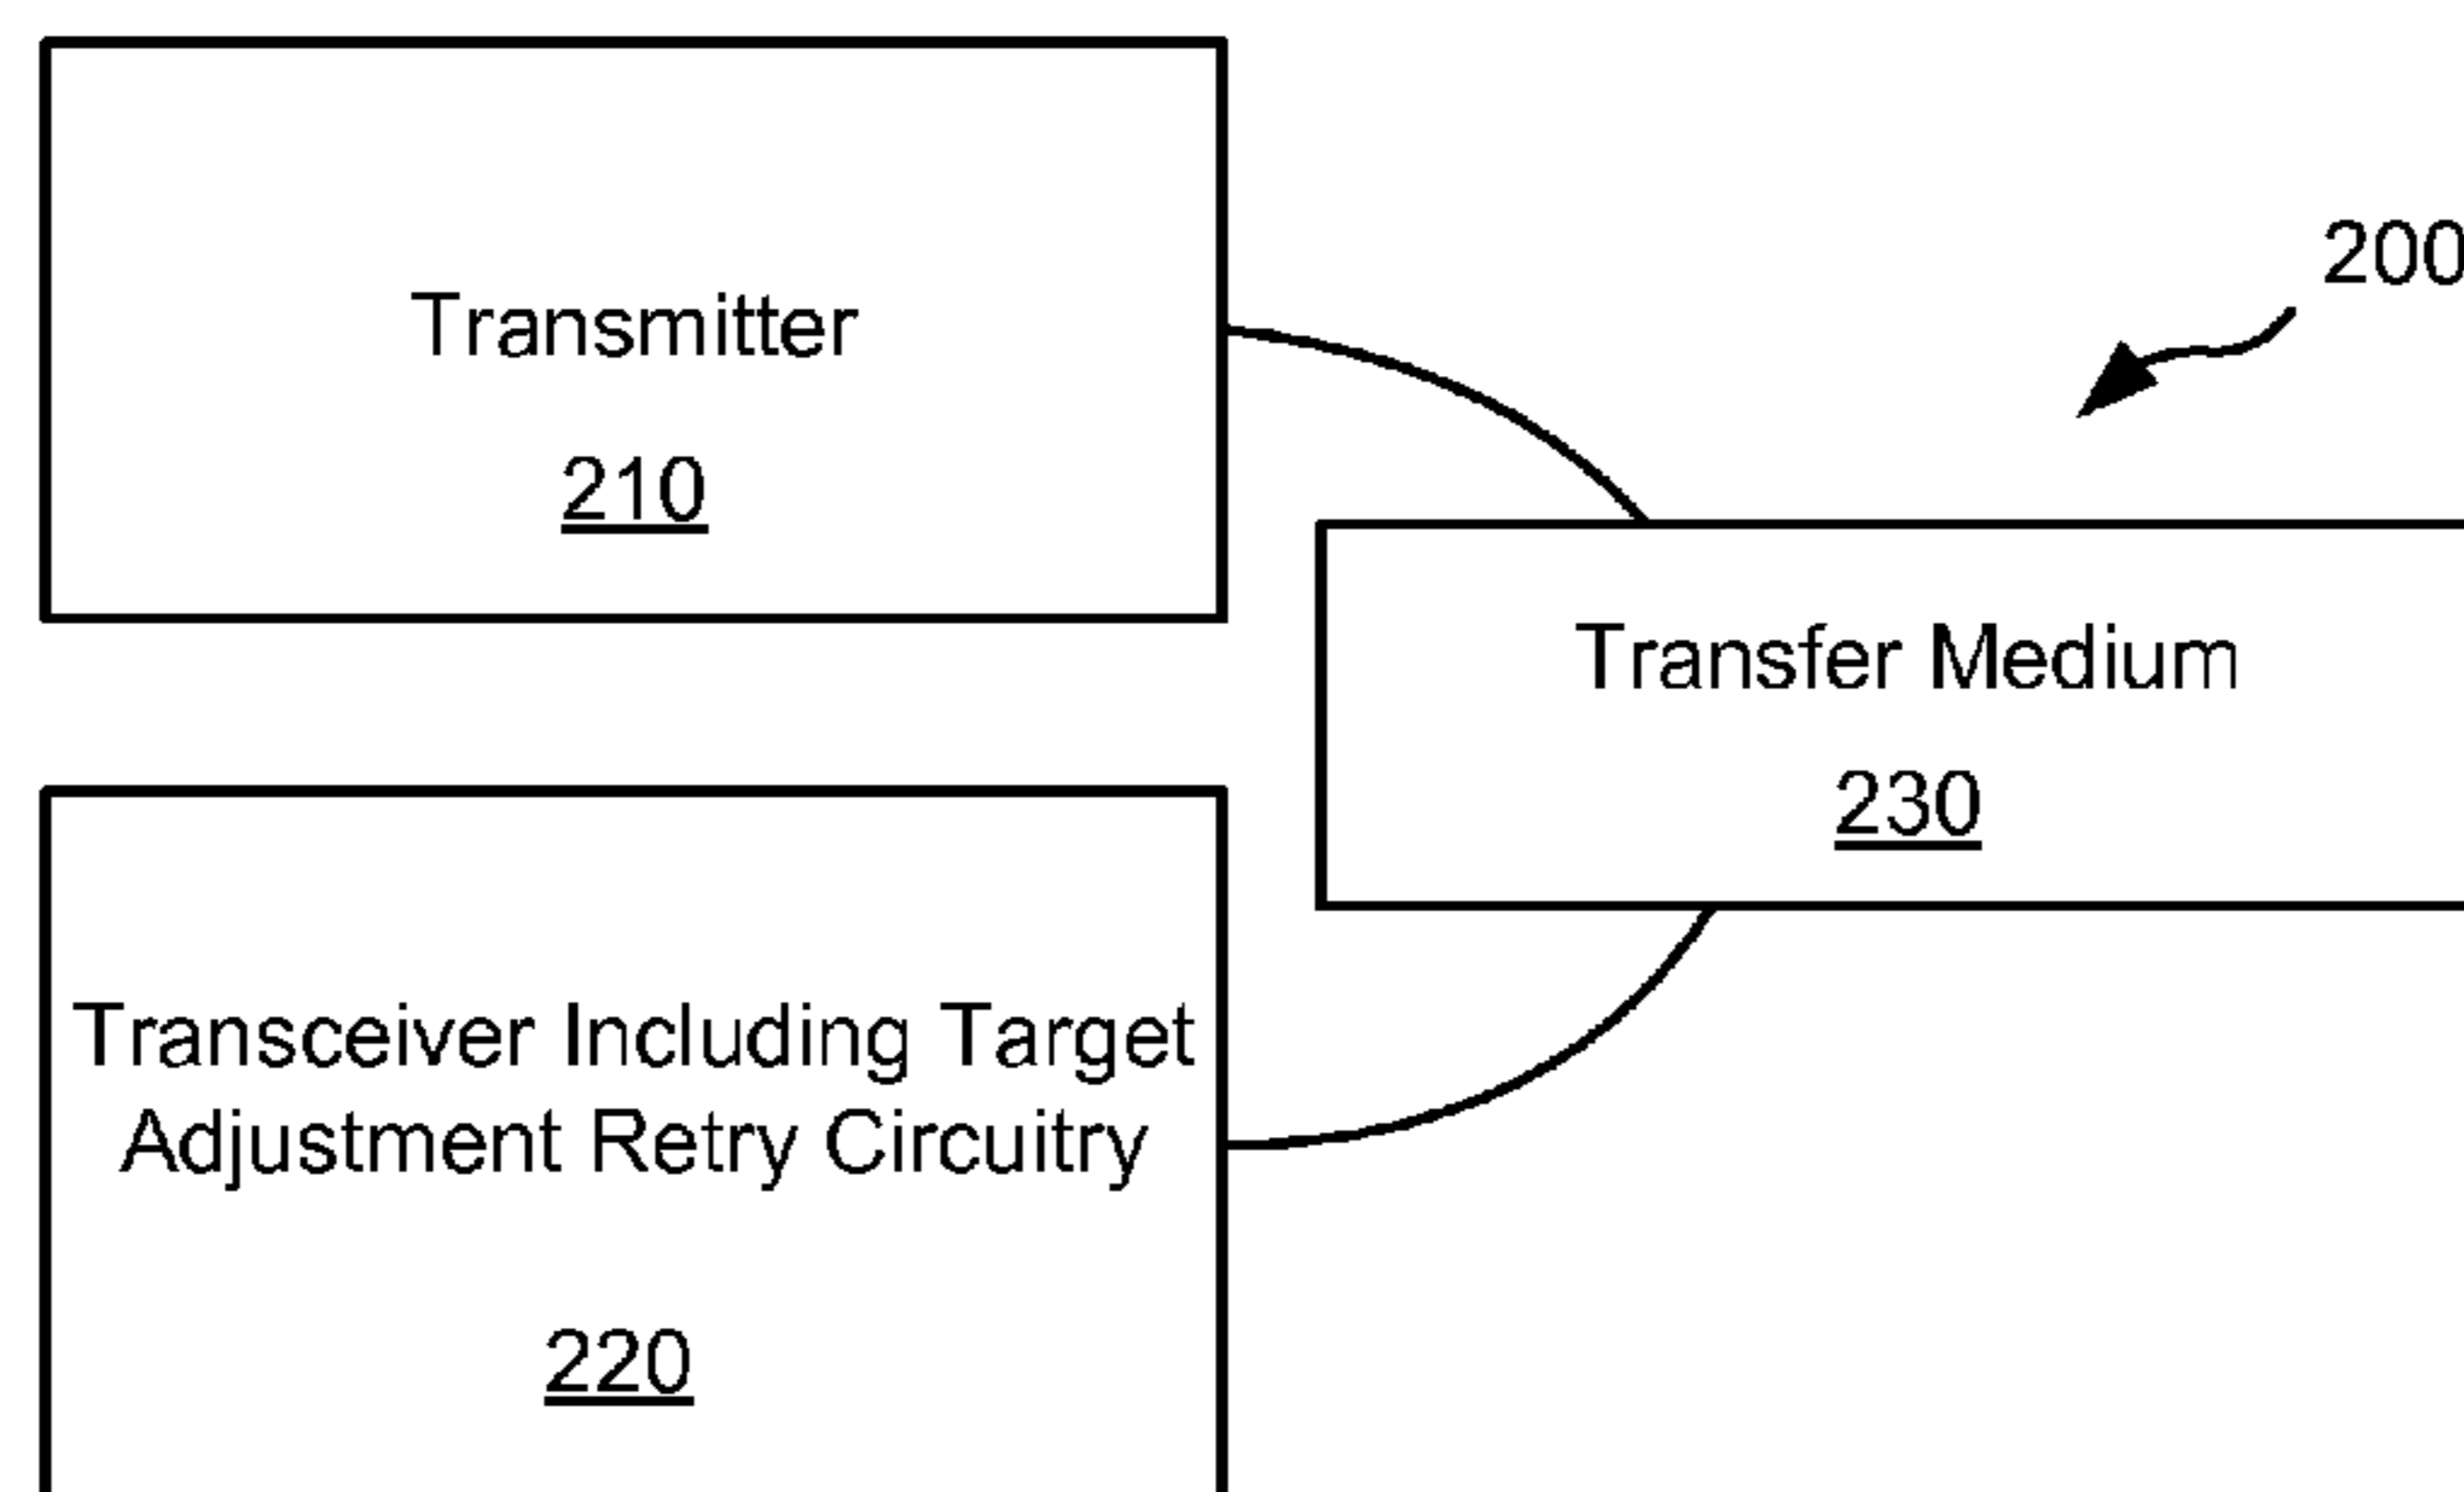 Transmitter
210
200
Transfer Medium
230
Transceiver Including Target
Adjustment Retry Circuitry
220